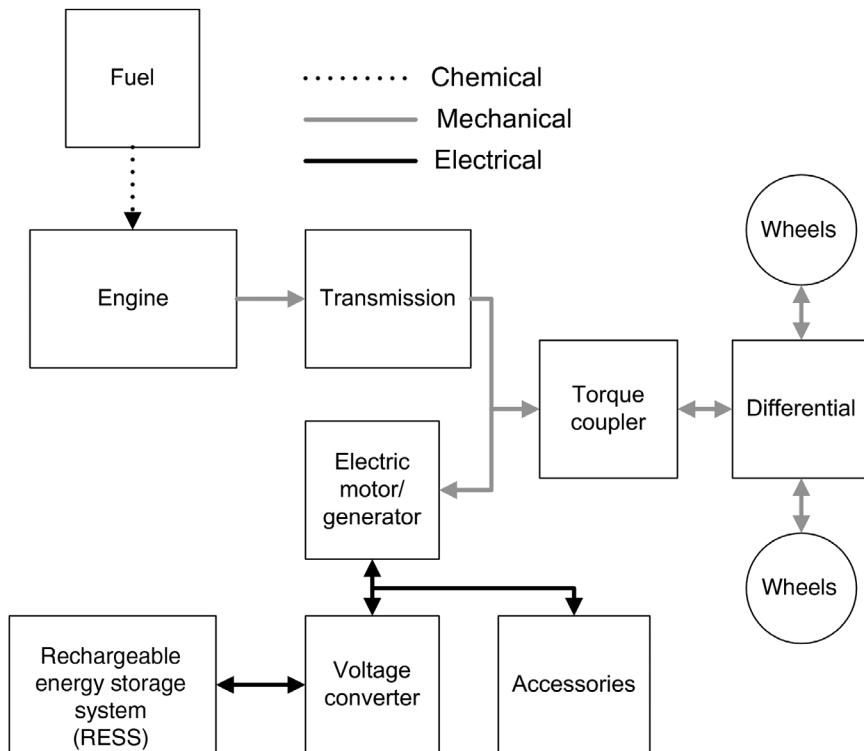 Fuel
Chemical
Mechanical
Electrical
Wheels
Engine
Transmission
Torque
coupler
Differential
Electric
motor/
generator
Wheels
Rechargeable
energy storage
system
(RESS)
Voltage
converter
Accessories